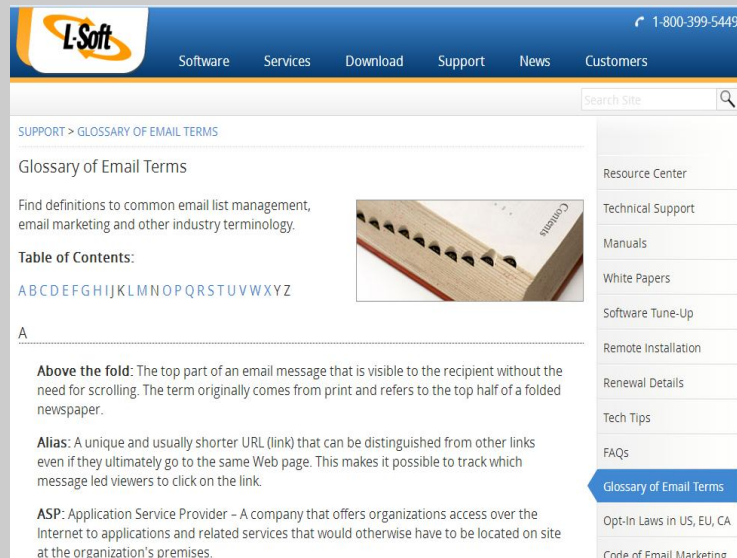 L-Soft
1-800-399-5449
Software Services Download Support News Customers
Search Site
SUPPORT > GLOSSARY OF EMAIL TERMS
Glossary of Email Terms
Find definitions to common email list management,
email marketing and other industry terminology.
Contents
Table of Contents:
A B C D E F G H I J K L M N O P Q R S T U V W X Y Z
A
Above the fold: The top part of an email message that is visible to the recipient without the
need for scrolling. The term originally comes from print and refers to the top half of a folded
newspaper.
Alias: A unique and usually shorter URL (link) that can be distinguished from other links
even if they ultimately go to the same Web page. This makes it possible to track which
message led viewers to click on the link.
ASP: Application Service Provider – A company that offers organizations access over the
Internet to applications and related services that would otherwise have to be located on site
at the organization's premises.
Resource Center
Technical Support
Manuals
White Papers
Software Tune-Up
Remote Installation
Renewal Details
Tech Tips
FAQs
Glossary of Email Terms
Opt-In Laws in US, EU, CA
Code of Email Marketing